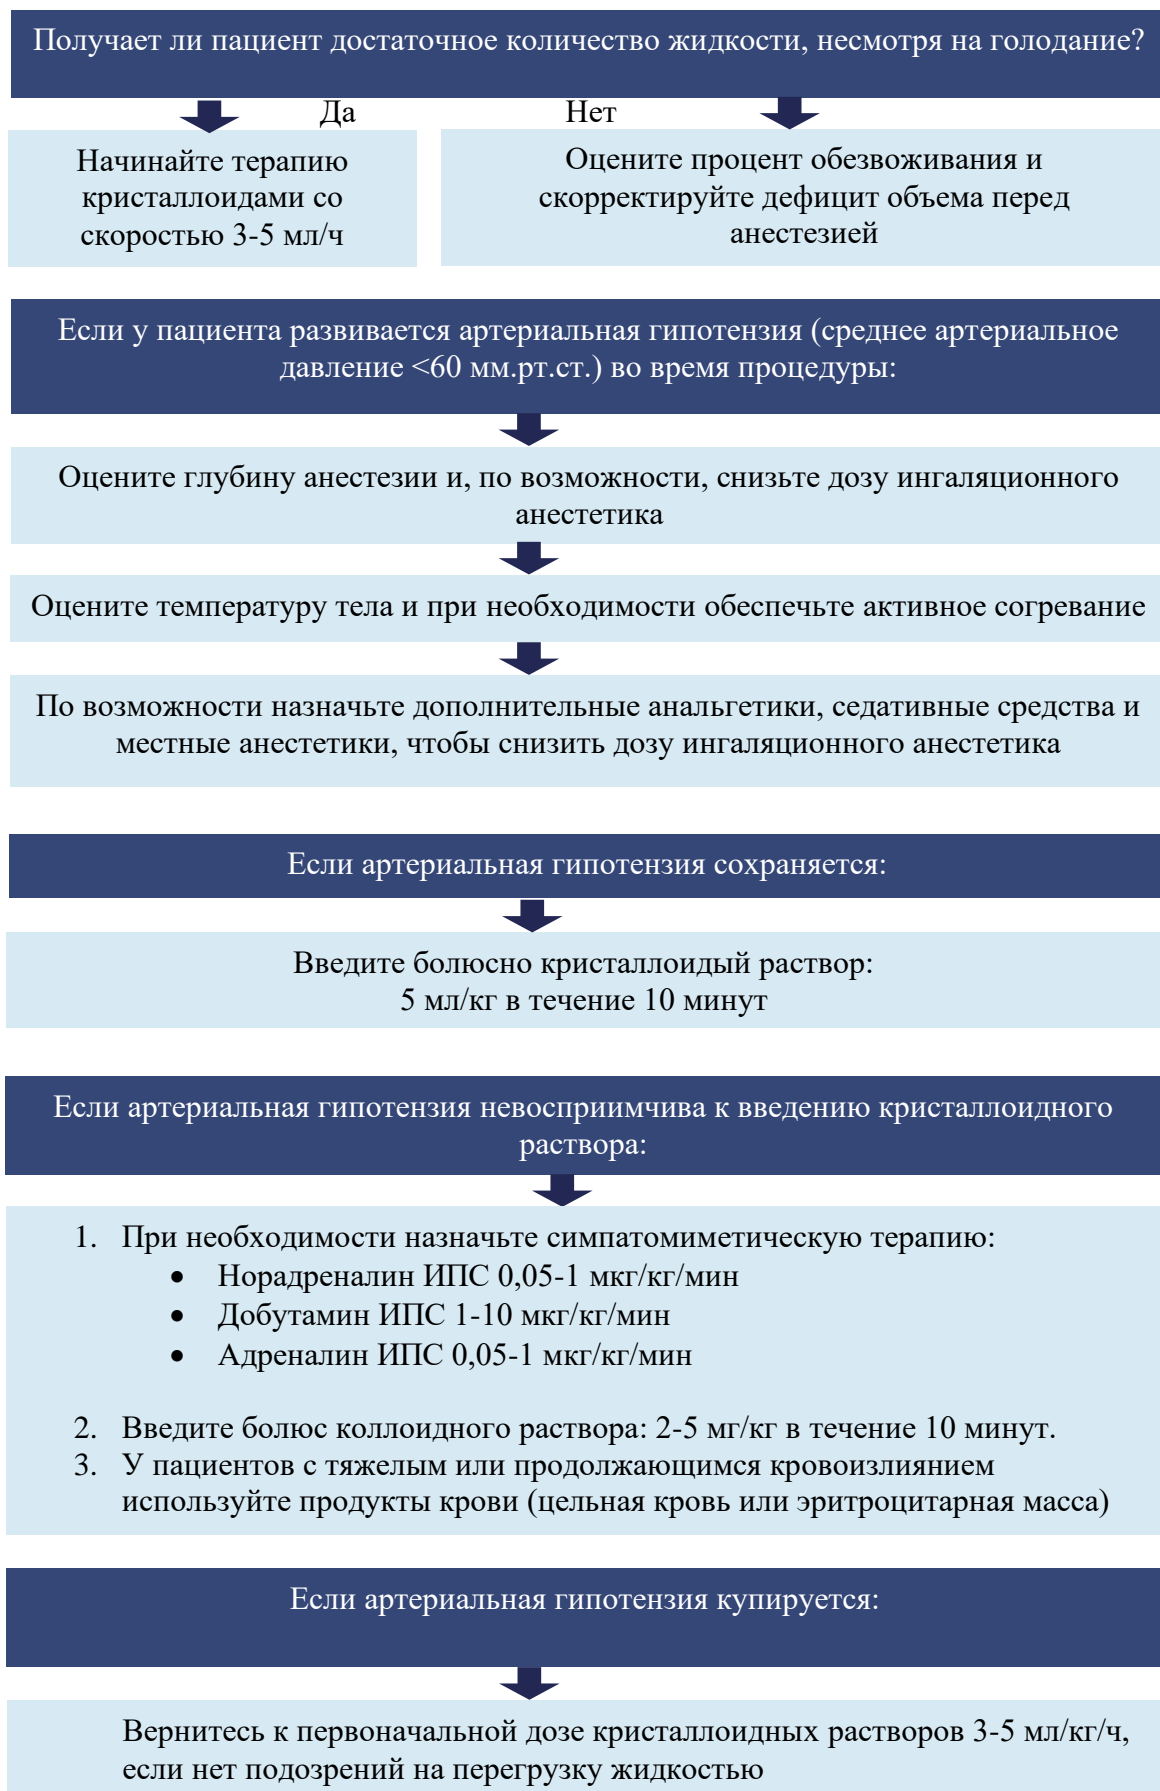 Получает ли пациент достаточное количество жидкости, несмотря на голодание?
Да
Нет
Начинайте терапию
кристаллоидами со
скоростью 3-5 мл/ч
Оцените процент обезвоживания и
скорректируйте дефицит объема перед
анестезией
Если у пациента развивается артериальная гипотензия (среднее артериальное
давление <60 мм.рт.ст.) во время процедуры:
Оцените глубину анестезии и, по возможности, снизьте дозу ингаляционного
анестетика
Оцените температуру тела и при необходимости обеспечьте активное согревание
По возможности назначьте дополнительные анальгетики, седативные средства и
местные анестетики, чтобы снизить дозу ингаляционного анестетика
Если артериальная гипотензия сохраняется:
Введите болюсно кристаллоидый раствор:
5 мл/кг в течение 10 минут
Если артериальная гипотензия невосприимчива к введению кристаллоидного
раствора:
1. При необходимости назначьте симпатомиметическую терапию:
• Норадреналин ИПС 0,05-1 мкг/кг/мин
• Добутамин ИПС 1-10 мкг/кг/мин
• Адреналин ИПС 0,05-1 мкг/кг/мин
2. Введите болюс коллоидного раствора: 2-5 мг/кг в течение 10 минут.
3. У пациентов с тяжелым или продолжающимся кровоизлиянием
используйте продукты крови (цельная кровь или эритроцитарная масса)
Если артериальная гипотензия купируется:
Вернитесь к первоначальной дозе кристаллоидных растворов 3-5 мл/кг/ч,
если нет подозрений на перегрузку жидкостью